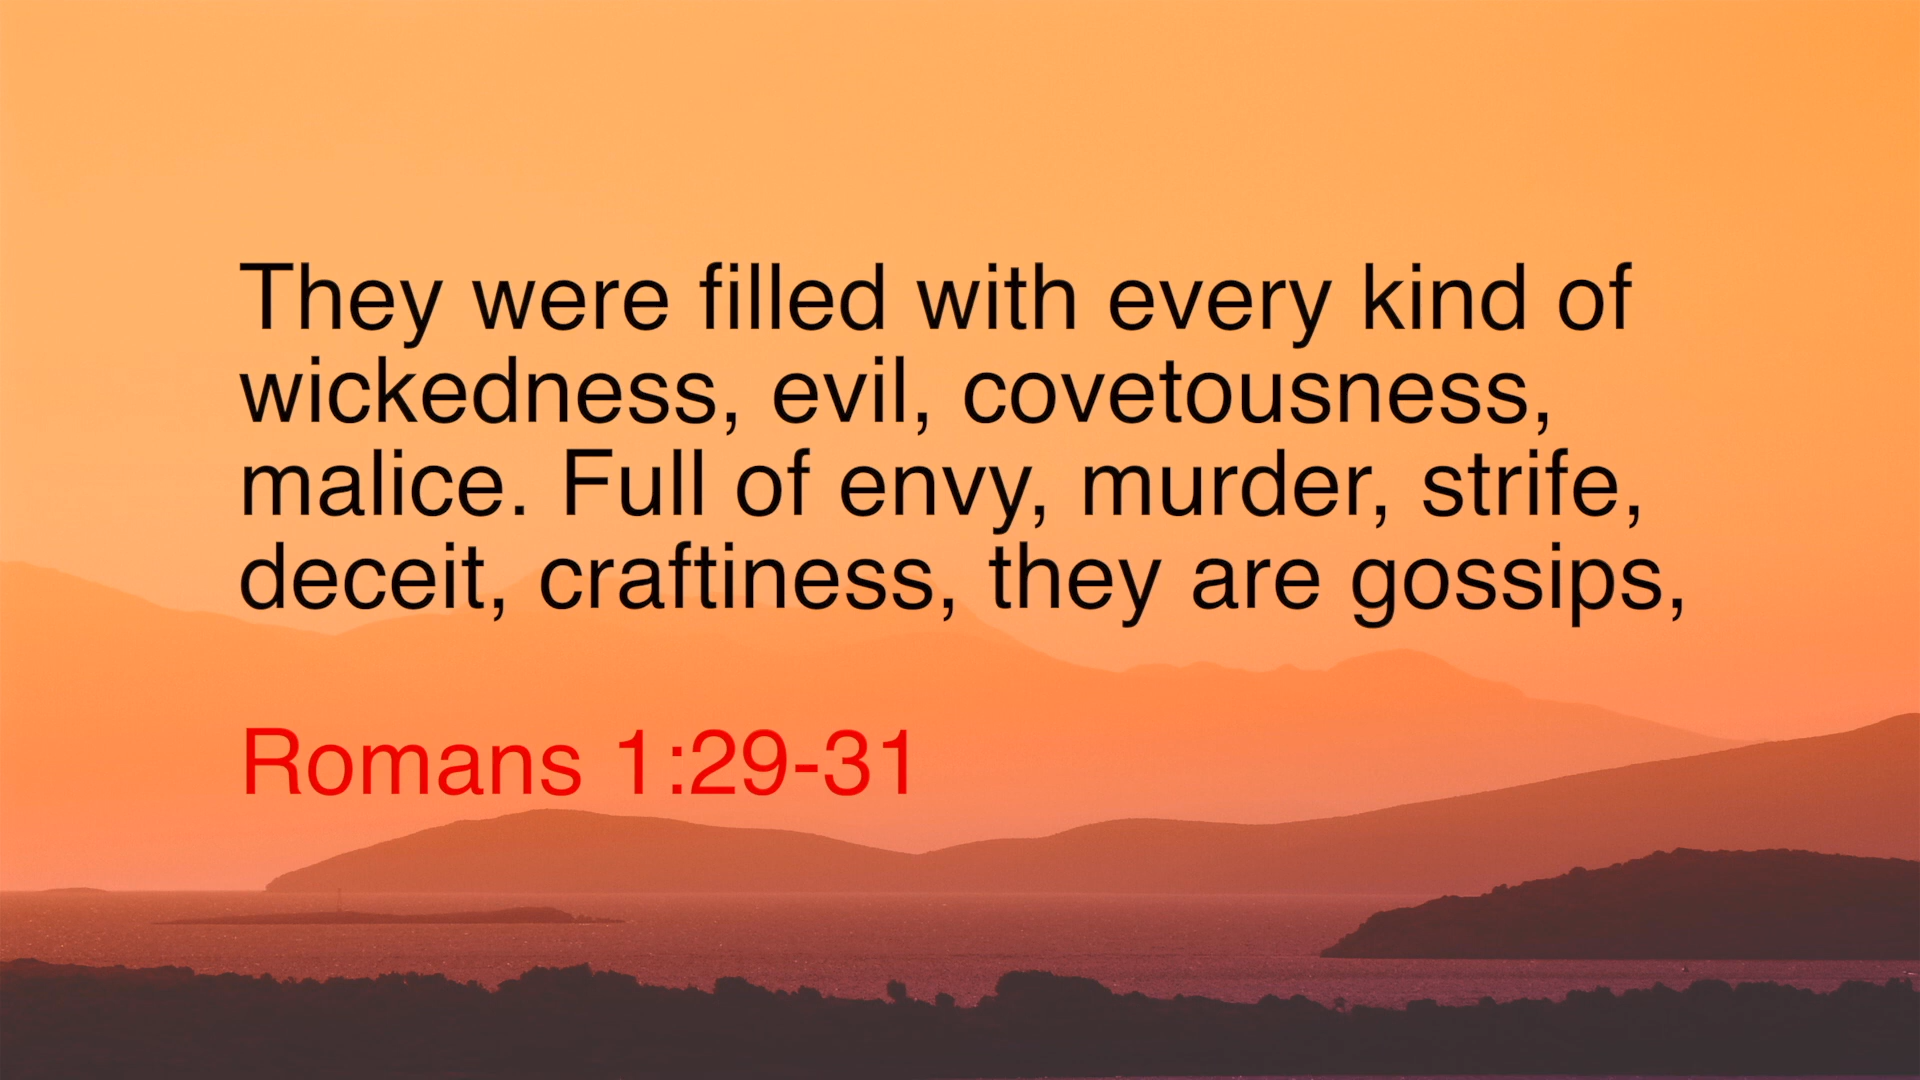 They were filled with every kind of
wickedness, evil, covetousness,
malice. Full of envy, murder, strife,
deceit, craftiness, they are gossips,
Romans 1:29-31